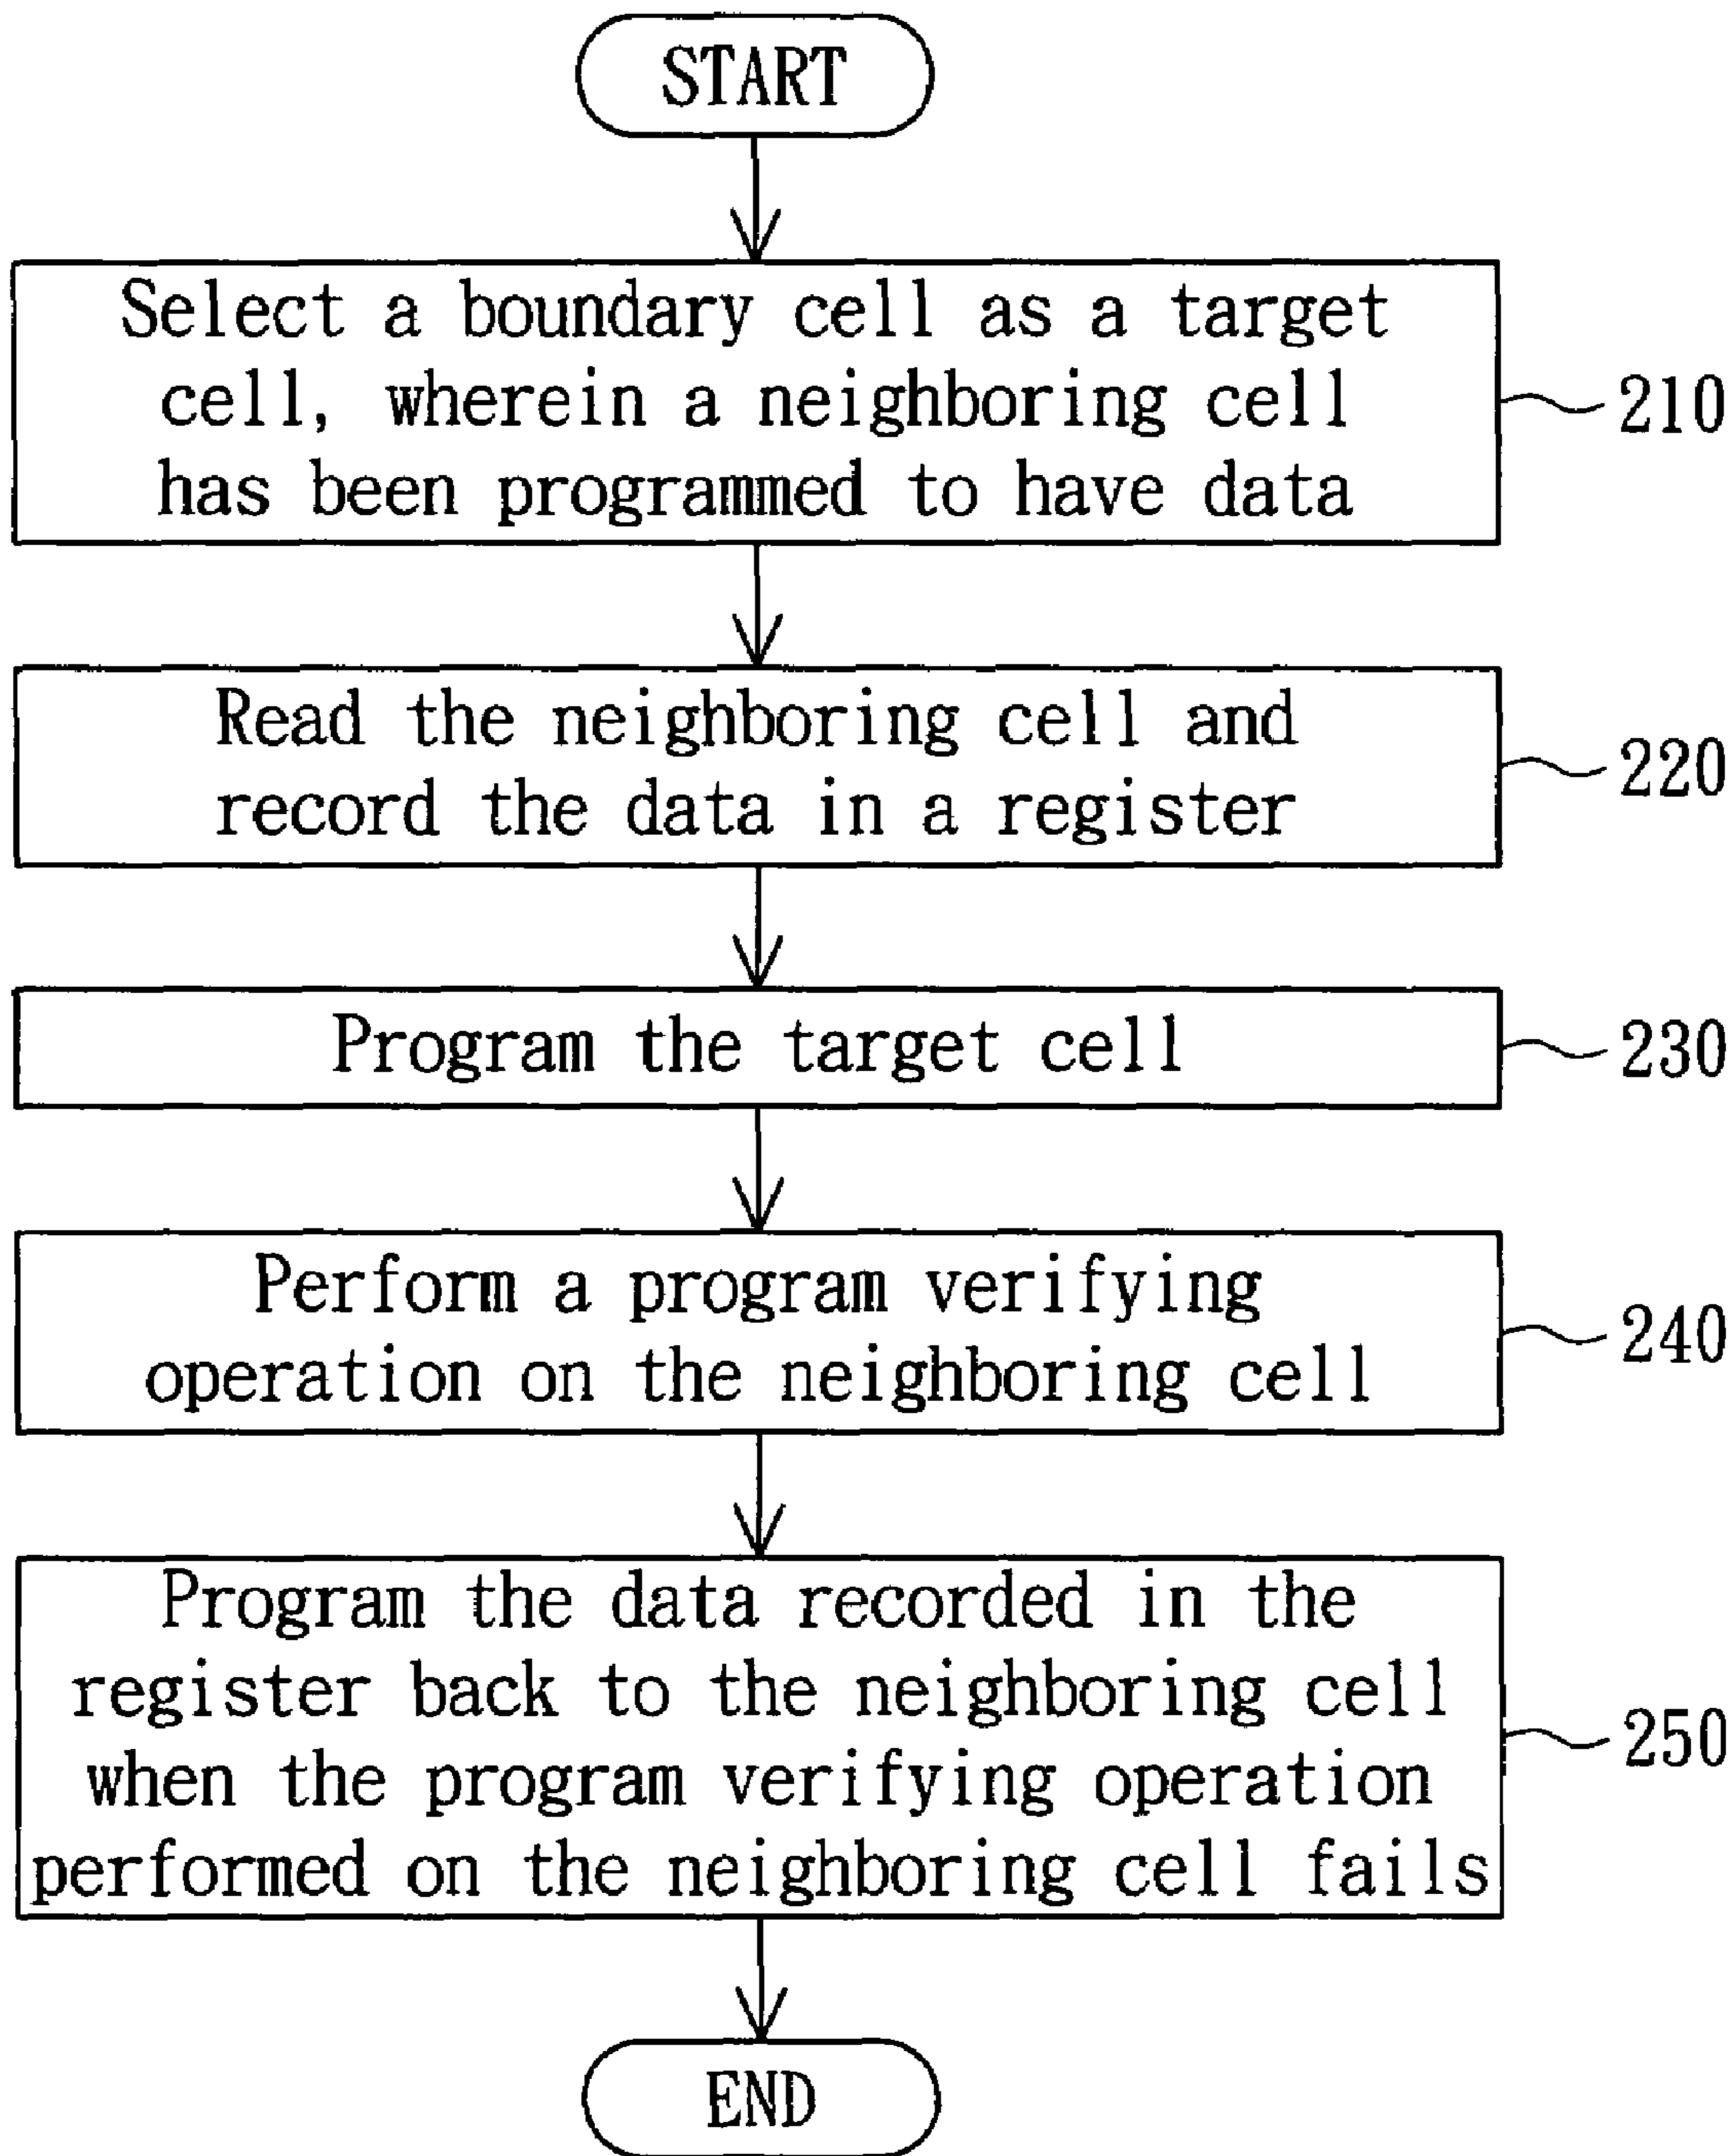 START
Select a boundary cell as a target
cell, wherein a neighboring cell
has been programmed to have data
210
Read the neighboring cell and
record the data in a register
220
Program the target cell
230
Perform a program verifying
operation on the neighboring cell
240
Program the data recorded in the
register back to the neighboring cell
when the program verifying operation
performed on the neighboring cell fails
250
END